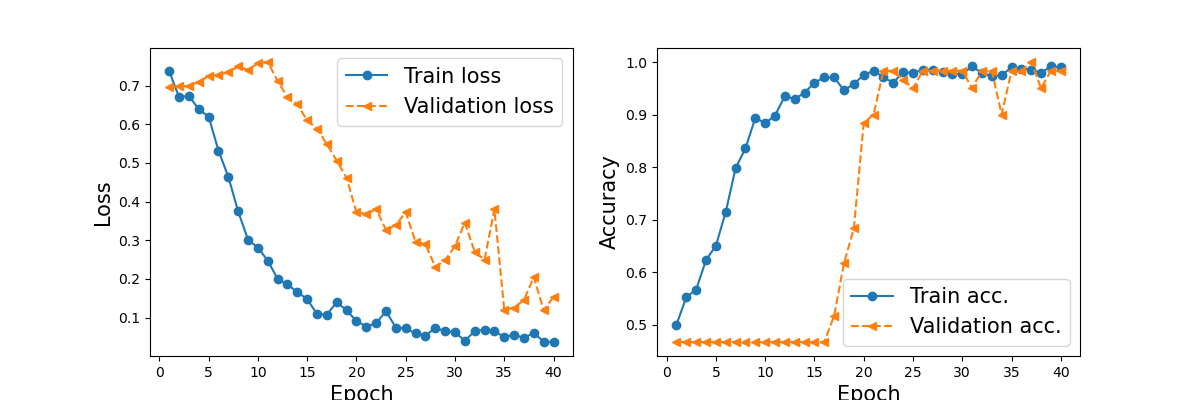 Train loss
Validation loss
0.7
0.6
0.5
0.4
0.3
0.2
0.1
Loss
0 5 10 15 20 25 30 35 40
Epoch
1.0
0.9
0.8
0.7
0.6
0.5
Accuracy
Train acc.
Validation acc.
0 5 10 15 20 25 30 35 40
Epoch